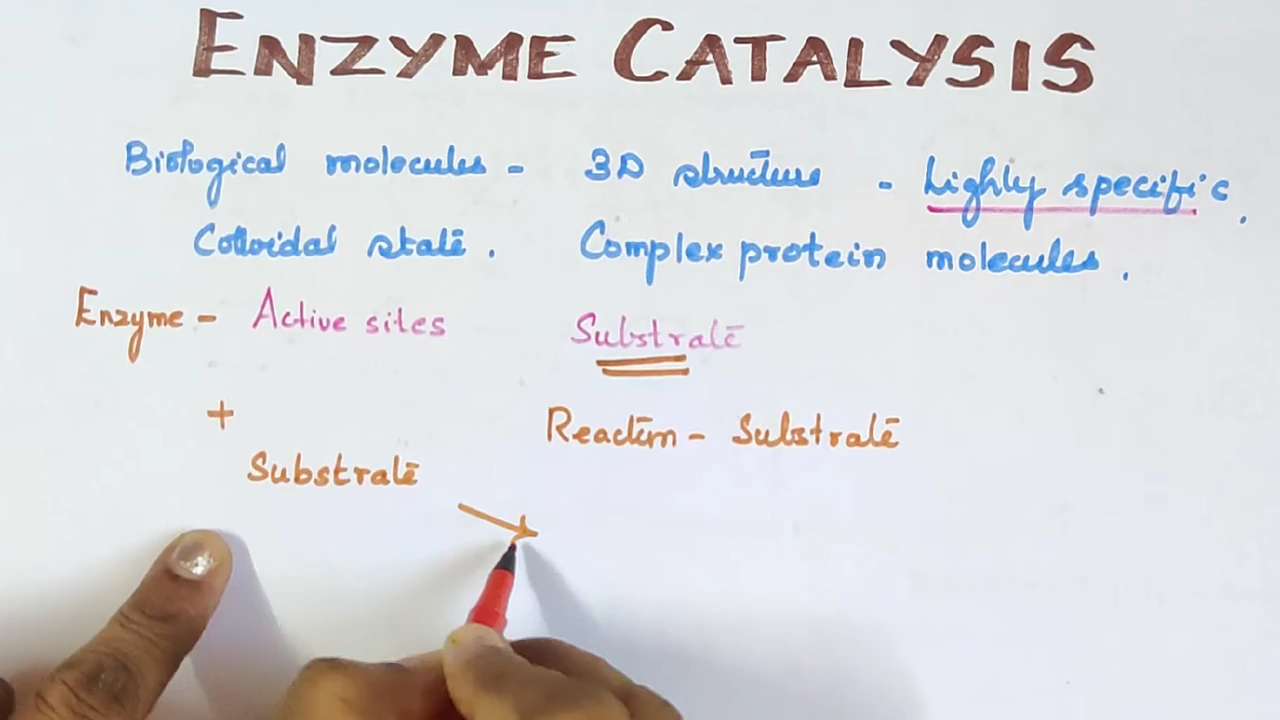 ENZYME CATALYSIS
Biological molecules - 3D structure - highly specific.
Colloidal state. Complex protein molecules.
Enzyme - Active sites Substrate
+ Reaction - Substrate
Substrate